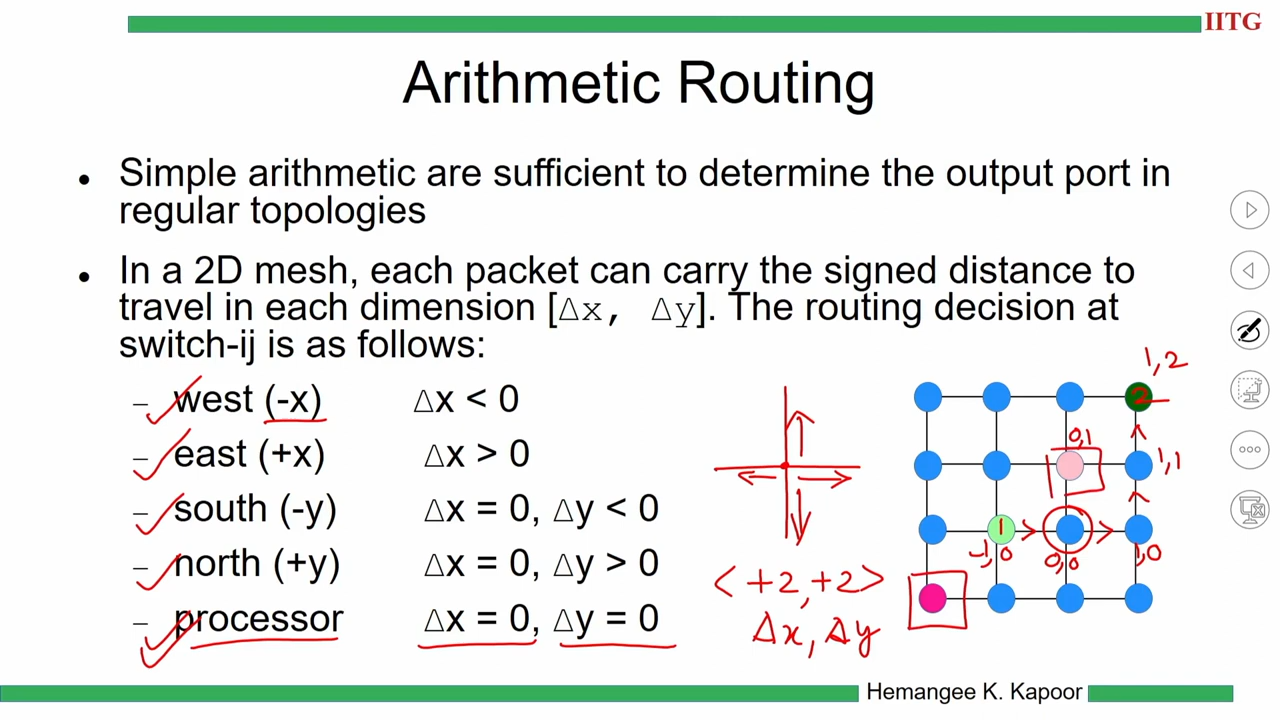 IITG
Arithmetic Routing
• Simple arithmetic are sufficient to determine the output port in
regular topologies
• In a 2D mesh, each packet can carry the signed distance to
travel in each dimension [Δx, Δy]. The routing decision at
switch-ij is as follows:
– west (-x) Δx < 0
– east (+x) Δx > 0
– south (-y) Δx = 0, Δy < 0
– north (+y) Δx = 0, Δy > 0
– processor Δx = 0, Δy = 0
<+2,+2>
Δx, Δy
1,2
2
0,1
1,1
1
-1,0
0,0
1,0
Hemangee K. Kapoor